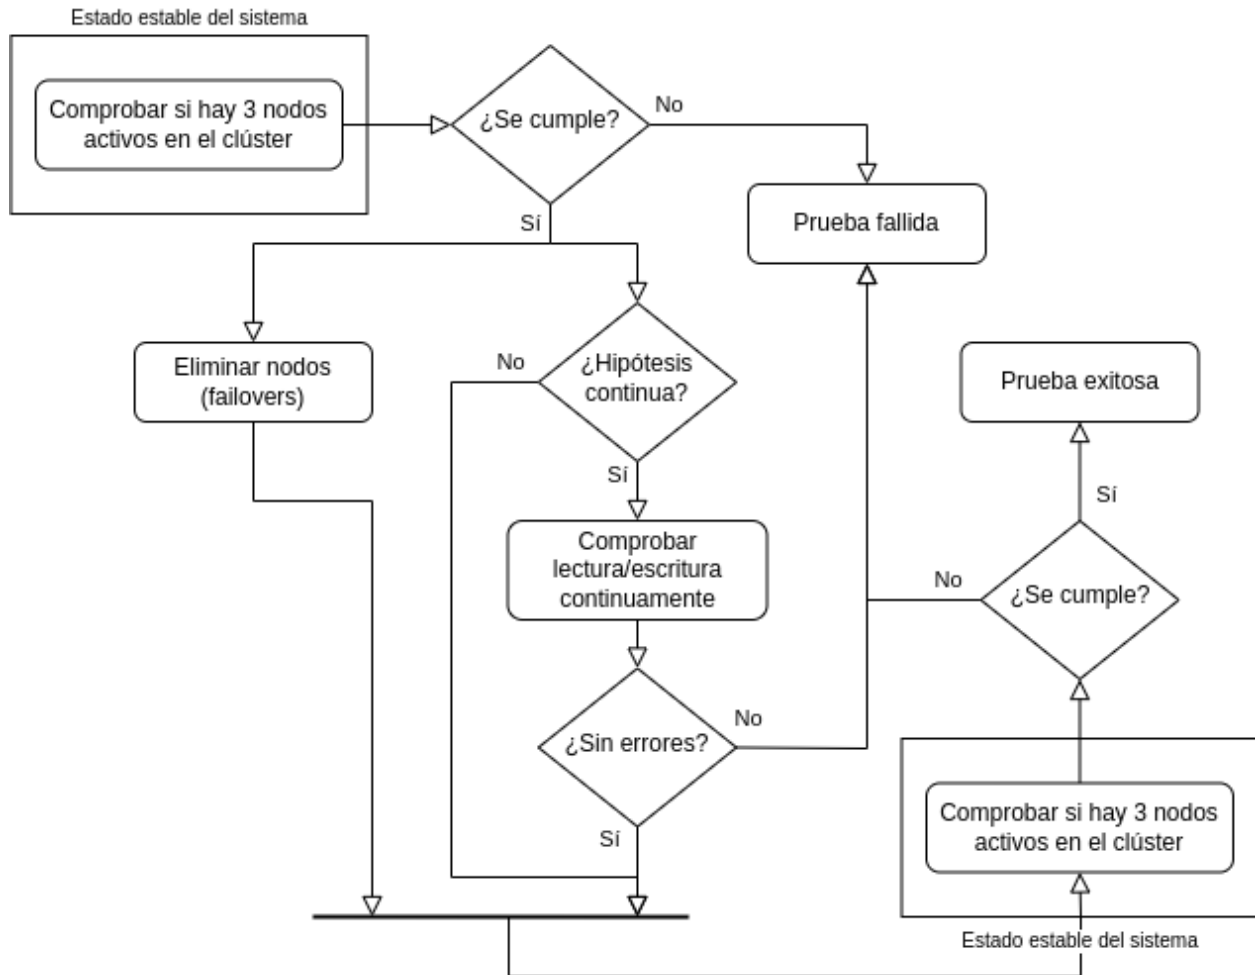 Estado estable del sistema
Comprobar si hay 3 nodos
activos en el clúster
¿Se cumple?
No
Sí
Prueba fallida
Eliminar nodos
(failovers)
No
¿Hipótesis
continua?
Sí
Prueba exitosa
Comprobar
lectura/escritura
continuamente
Sí
No
¿Se cumple?
¿Sin errores?
No
Sí
Comprobar si hay 3 nodos
activos en el clúster
Estado estable del sistema